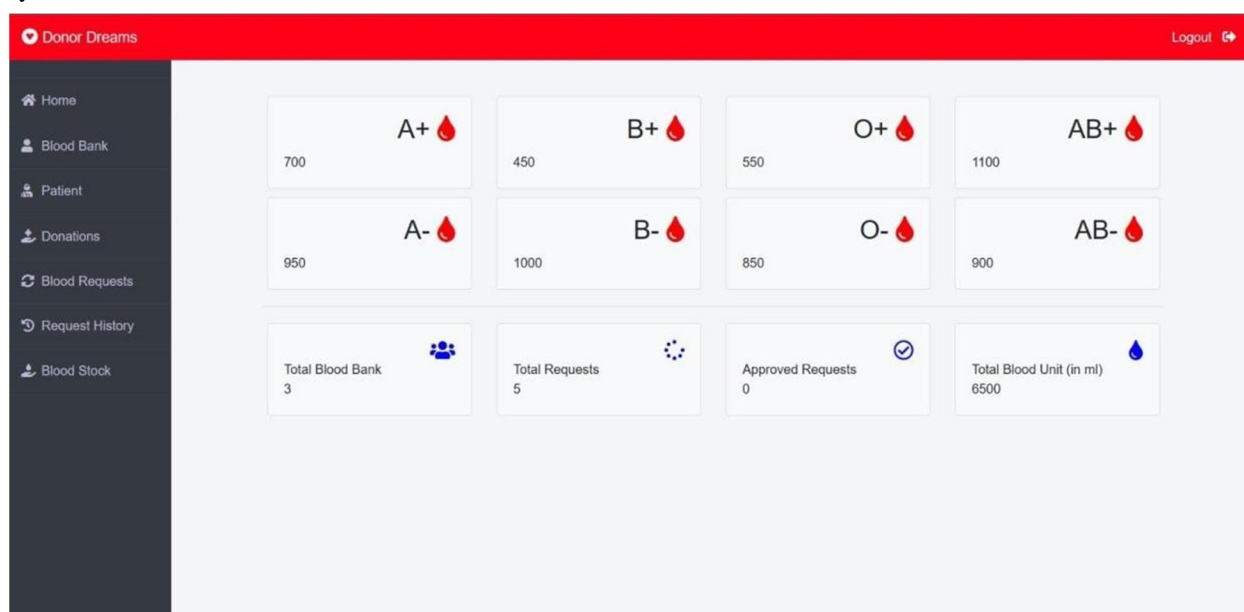 Donor Dreams
Logout
Home
Blood Bank
Patient
Donations
Blood Requests
Request History
Blood Stock
A+
700
B+
450
O+
550
AB+
1100
A-
950
B-
1000
O-
850
AB-
900
Total Blood Bank
3
Total Requests
5
Approved Requests
0
Total Blood Unit (in ml)
6500